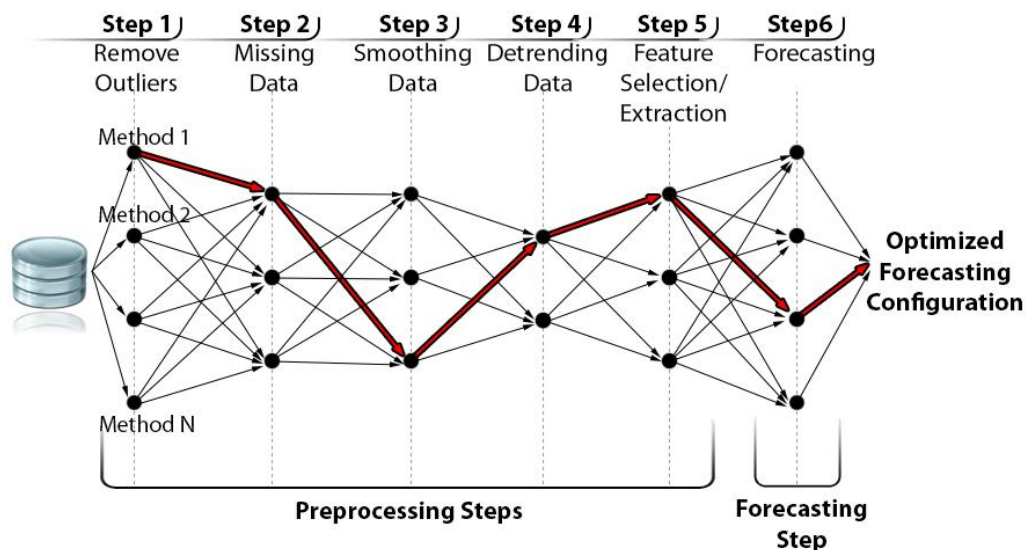 Step 1
Step 2
Step 3
Step 4
Step 5
Step6
Remove
Outliers
Missing
Data
Smoothing
Data
Detrending
Data
Feature
Selection/
Extraction
Forecasting
Method 1
Method 2
Method N
Optimized
Forecasting
Configuration
Preprocessing Steps
Forecasting
Step